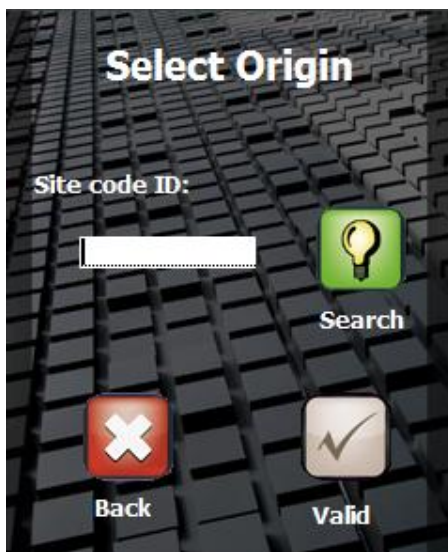 Select Origin
Site code ID:
Search
Back
Valid